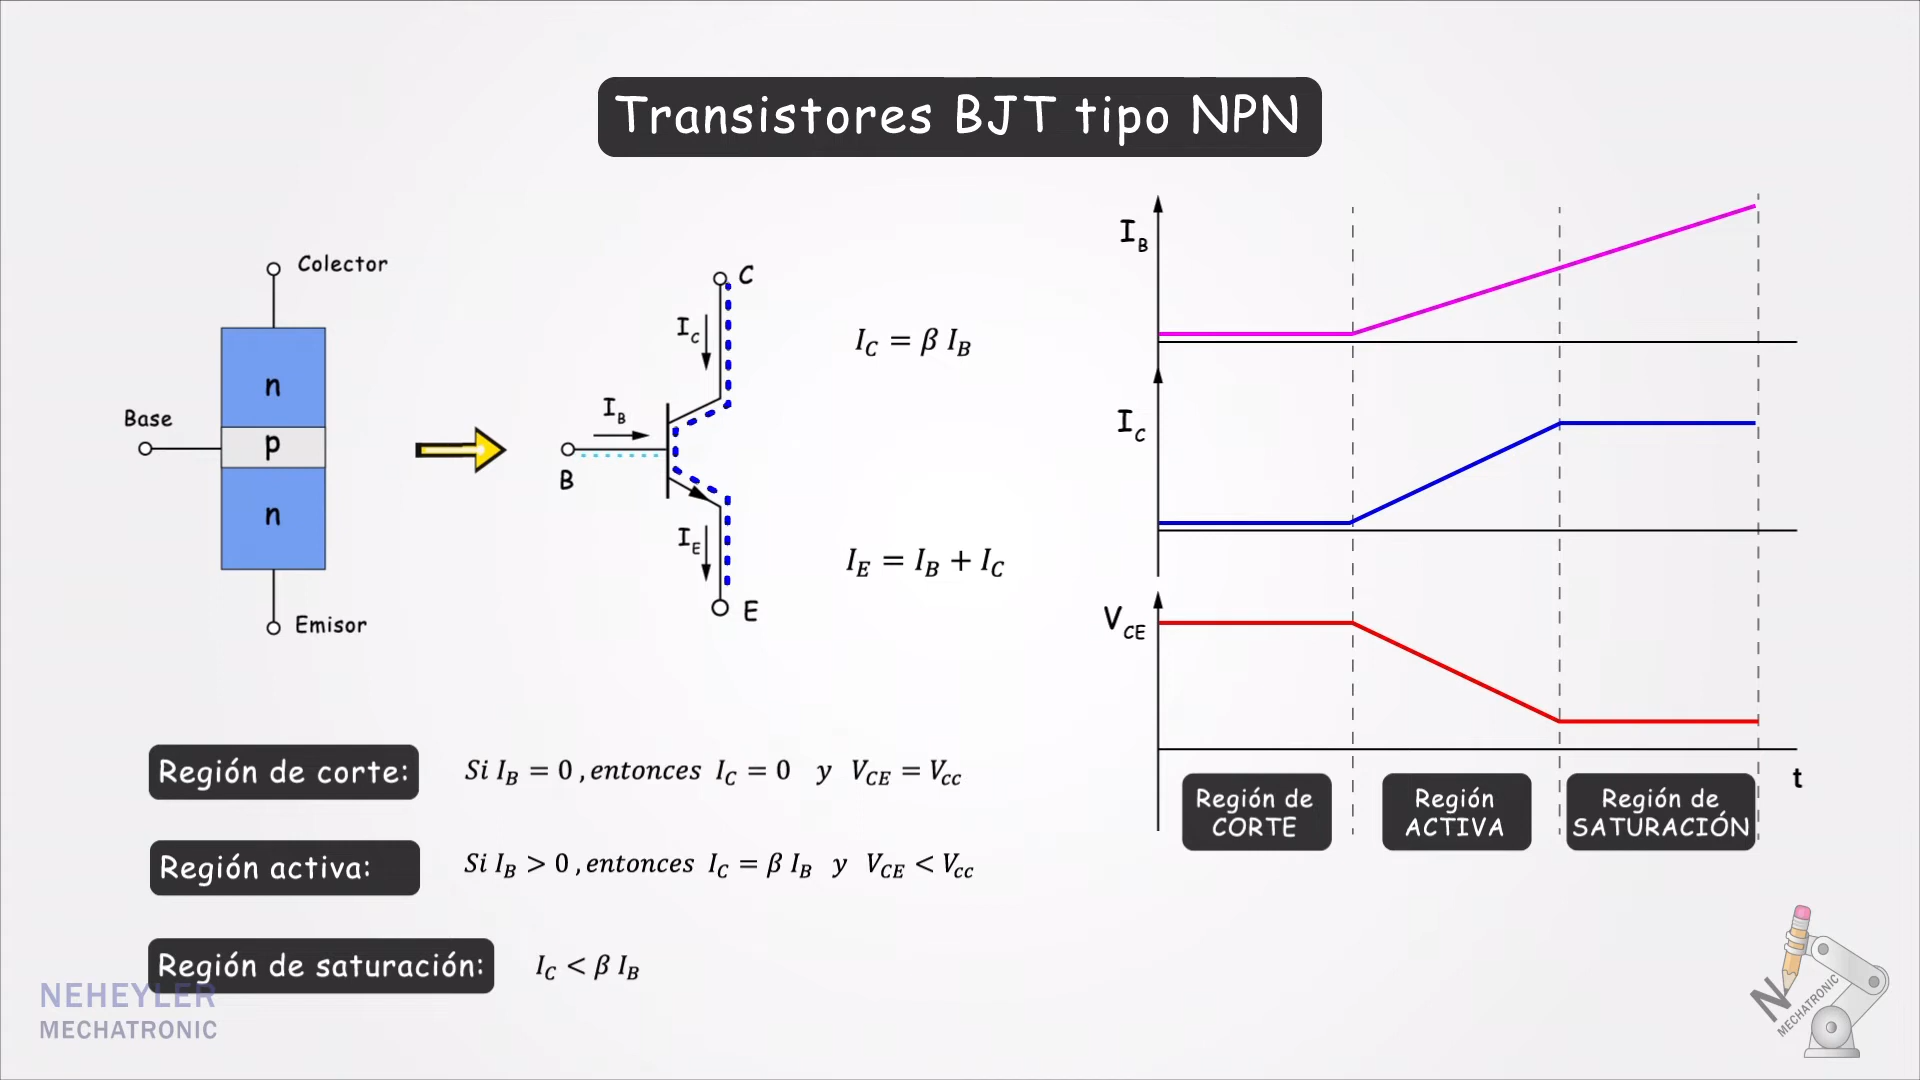 Transistores BJT tipo NPN
Colector
n
Base
p
n
Emisor
C
I_C
I_B
B
I_E
E
I_C = β I_B
I_E = I_B + I_C
I_B
I_C
V_CE
t
Región de
CORTE
Región
ACTIVA
Región de
SATURACIÓN
Región de corte:
Si I_B = 0 , entonces I_C = 0 y V_CE = V_cc
Región activa:
Si I_B > 0 , entonces I_C = β I_B y V_CE < V_cc
Región de saturación:
I_C < β I_B
NEHEYLER
MECHATRONIC
N
MECHATRONIC